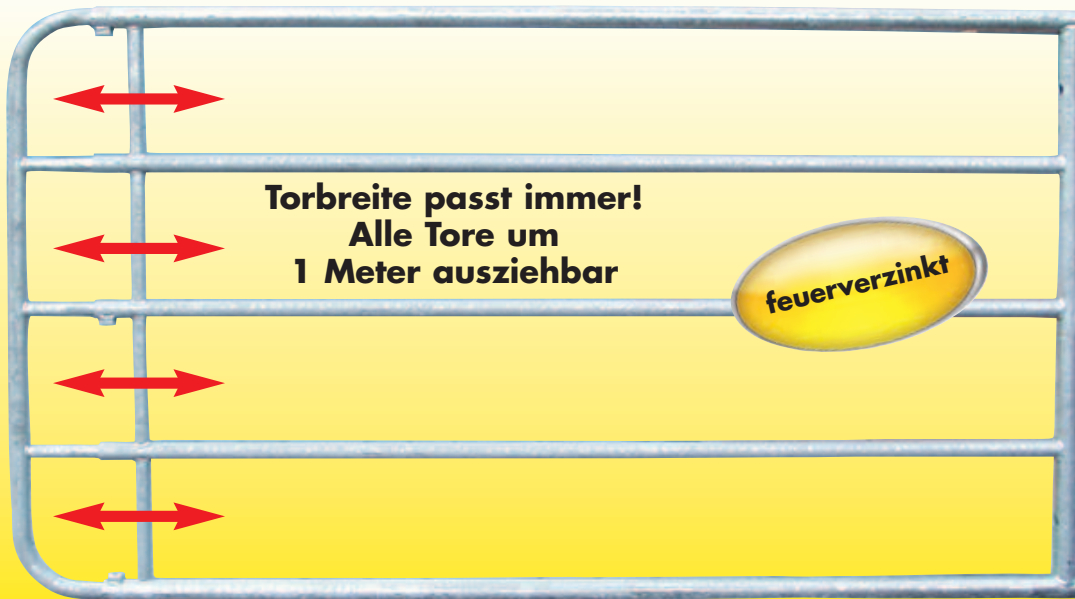 Torbreite passt immer!
Alle Tore um
1 Meter ausziehbar
feuerverzinkt